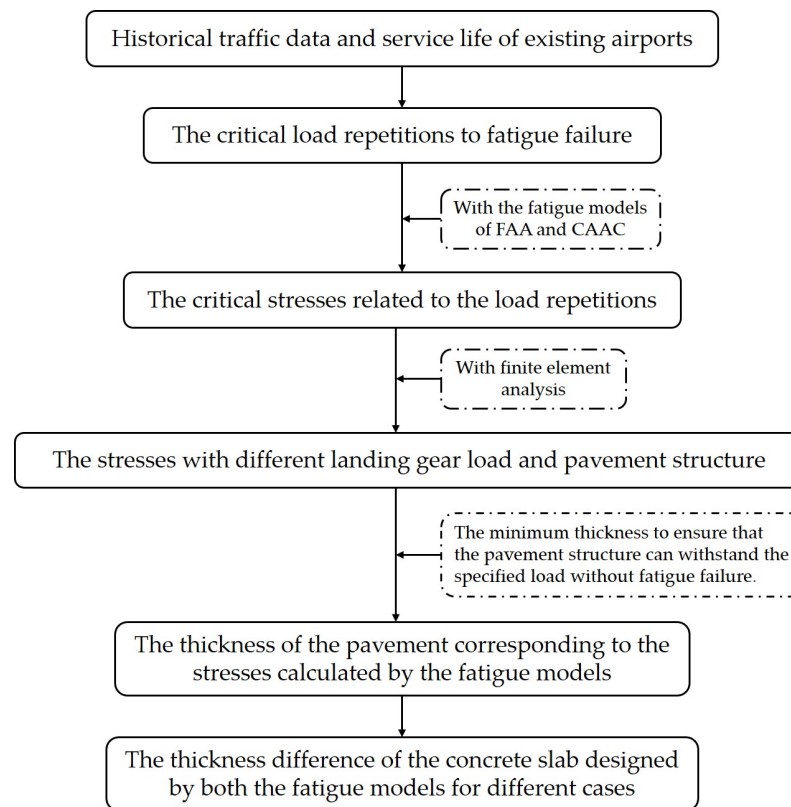 Historical traffic data and service life of existing airports
The critical load repetitions to fatigue failure
With the fatigue models
of FAA and CAAC
The critical stresses related to the load repetitions
With finite element
analysis
The stresses with different landing gear load and pavement structure
The minimum thickness to ensure that
the pavement structure can withstand the
specified load without fatigue failure.
The thickness of the pavement corresponding to the
stresses calculated by the fatigue models
The thickness difference of the concrete slab designed
by both the fatigue models for different cases